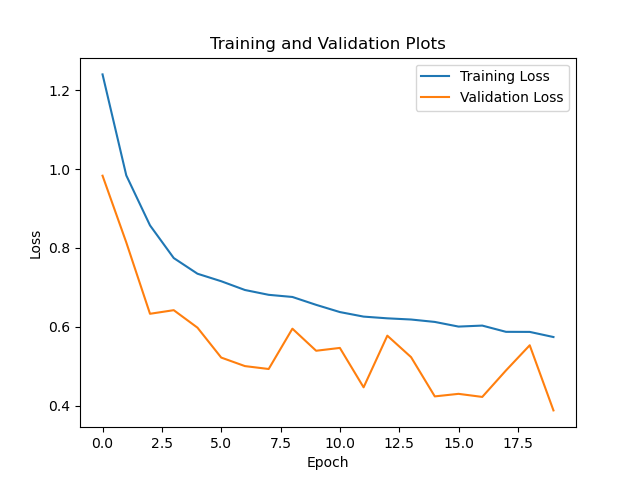 Training and Validation Plots
Training Loss
Validation Loss
1.2
1.0
0.8
0.6
0.4
Loss
0.0 2.5 5.0 7.5 10.0 12.5 15.0 17.5
Epoch